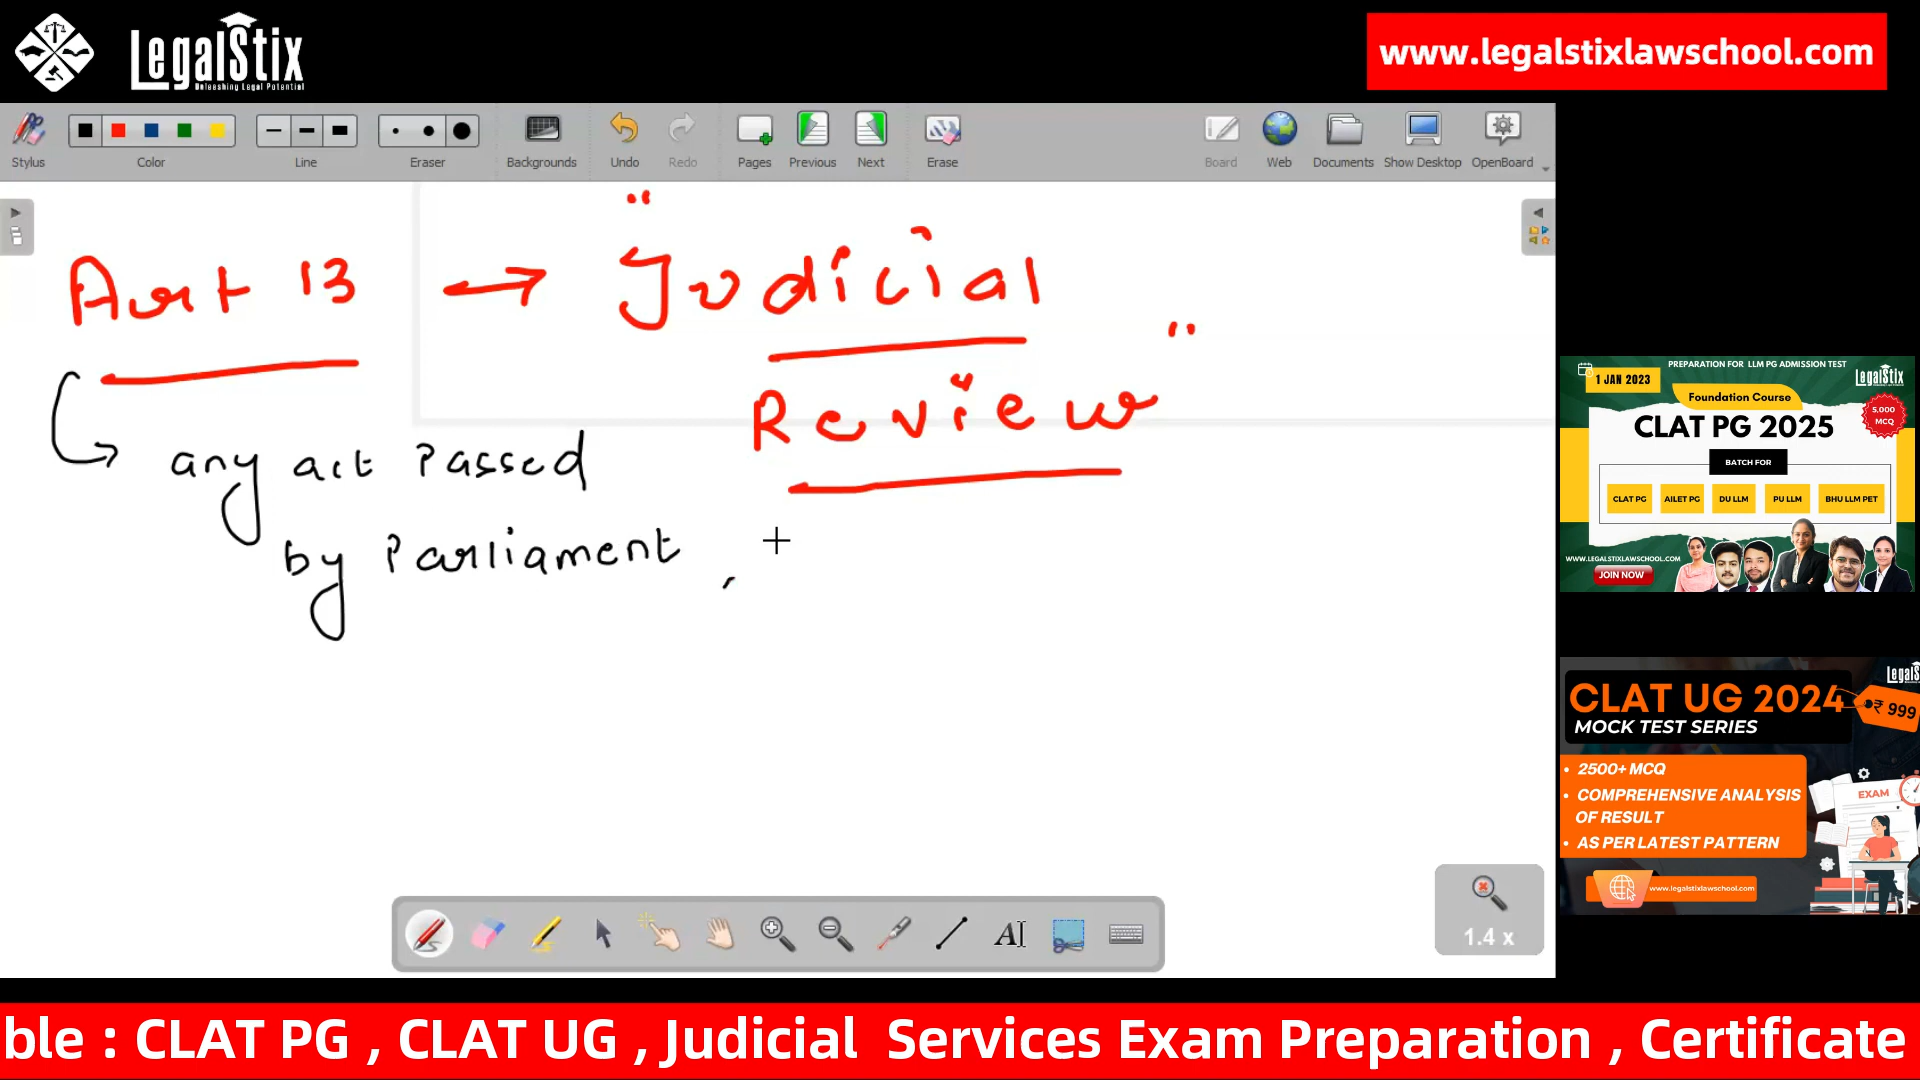 LegalStix
Unleashing Legal Potential
www.legalstixlawschool.com
Stylus
Color
Line
Eraser
Backgrounds
Undo
Redo
Pages
Previous
Next
Erase
Board
Web
Documents
Show Desktop
OpenBoard
Art 13 → "Judicial
Review"
any act Passed
by Parliament ,
1.4 x
1 JAN 2023
PREPARATION FOR LLM PG ADMISSION TEST
LegalStix
Foundation Course
CLAT PG 2025
5,000
MCQ
BATCH FOR
CLAT PG
AILET PG
DU LLM
PU LLM
BHU LLM PET
WWW.LEGALSTIXLAWSCHOOL.COM
JOIN NOW
LegalS
CLAT UG 2024
₹ 999
MOCK TEST SERIES
• 2500+ MCQ
• COMPREHENSIVE ANALYSIS
OF RESULT
• AS PER LATEST PATTERN
EXAM
www.legalstixlawschool.com
ble : CLAT PG , CLAT UG , Judicial Services Exam Preparation , Certificate